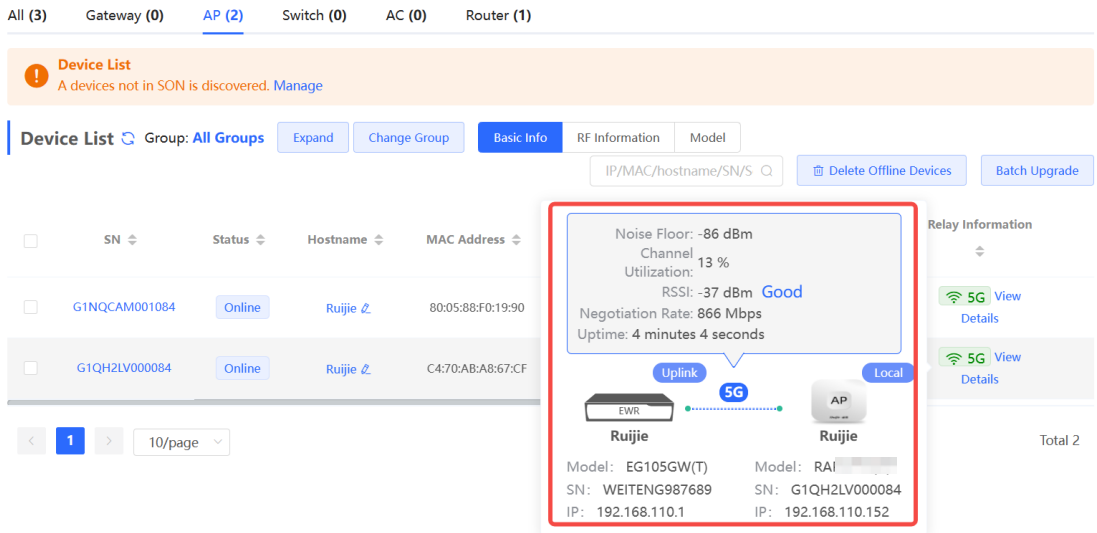 All (3) Gateway (0) AP (2) Switch (0) AC (0) Router (1)
Device List
A devices not in SON is discovered. Manage
Device List Group: All Groups Expand Change Group Basic Info RF Information Model
IP/MAC/hostname/SN/S Delete Offline Devices Batch Upgrade
SN Status Hostname MAC Address Relay Information
G1NQCAM001084 Online Ruijie 80:05:88:F0:19:90 5G View Details
G1QH2LV000084 Online Ruijie C4:70:AB:A8:67:CF 5G View Details
Noise Floor: -86 dBm
Channel Utilization: 13 %
RSSI: -37 dBm Good
Negotiation Rate: 866 Mbps
Uptime: 4 minutes 4 seconds
Uplink 5G Local
EWR AP
Ruijie Ruijie
Model: EG105GW(T) Model:
SN: WEITENG987689 SN: G1QH2LV000084
IP: 192.168.110.1 IP: 192.168.110.152
1 10/page Total 2